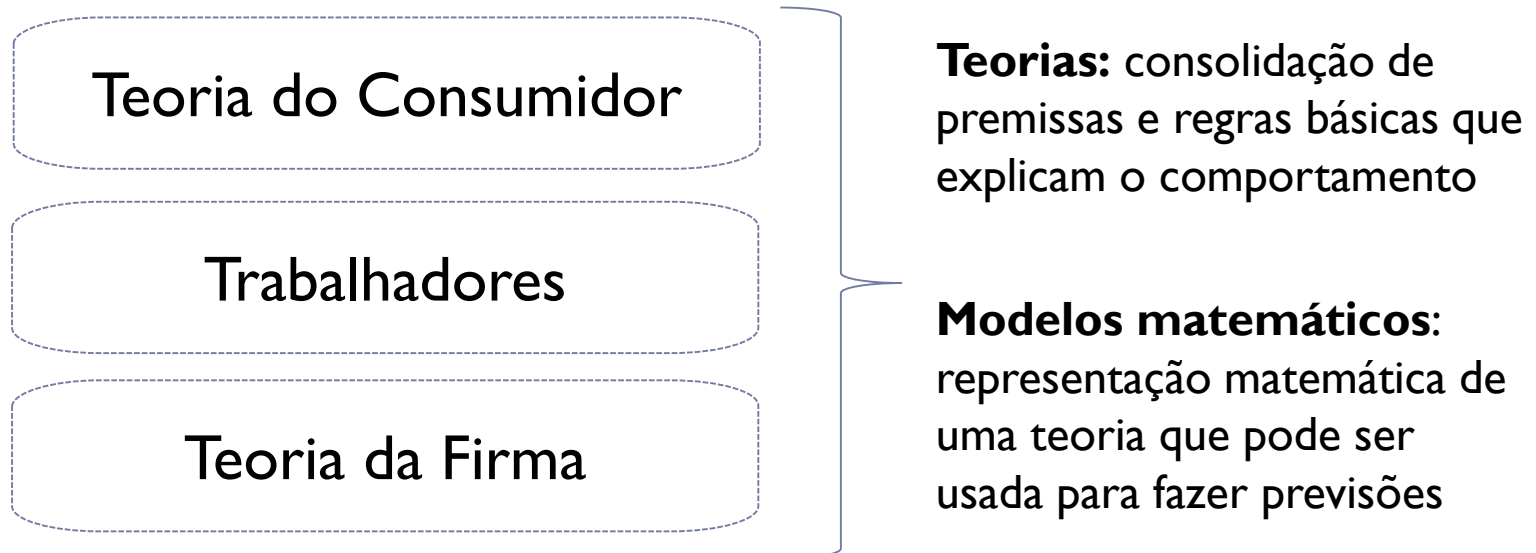 Teoria do Consumidor
Trabalhadores
Teoria da Firma
Teorias: consolidação de
premissas e regras básicas que
explicam o comportamento
Modelos matemáticos:
representação matemática de
uma teoria que pode ser
usada para fazer previsões